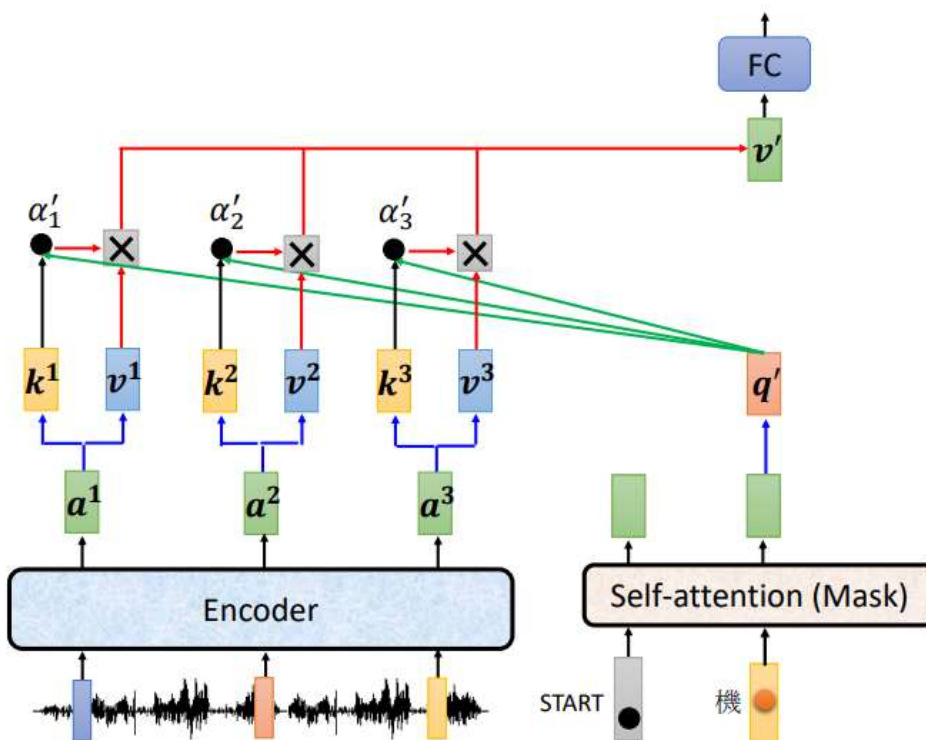 FC
v′
α′₁ α′₂ α′₃
k¹ v¹ k² v² k³ v³ q′
a¹ a² a³
Encoder
Self-attention (Mask)
START 機